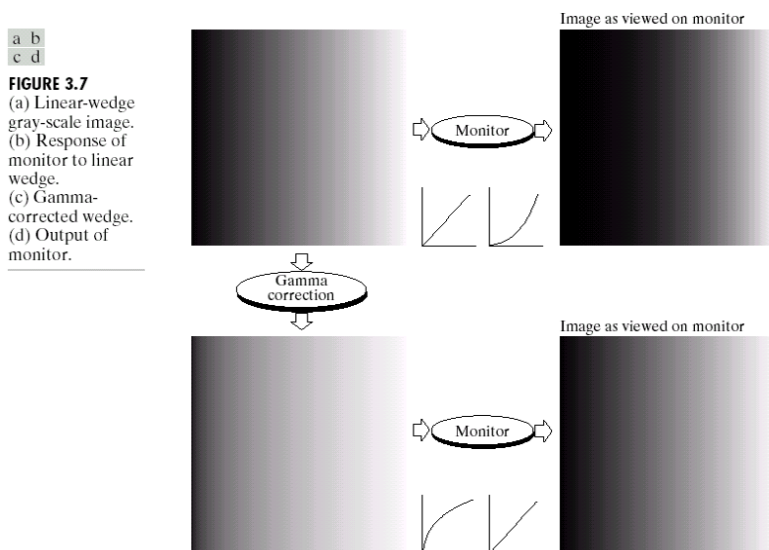 a b
c d
FIGURE 3.7
(a) Linear-wedge
gray-scale image.
(b) Response of
monitor to linear
wedge.
(c) Gamma-
corrected wedge.
(d) Output of
monitor.
Image as viewed on monitor
Monitor
Gamma
correction
Image as viewed on monitor
Monitor